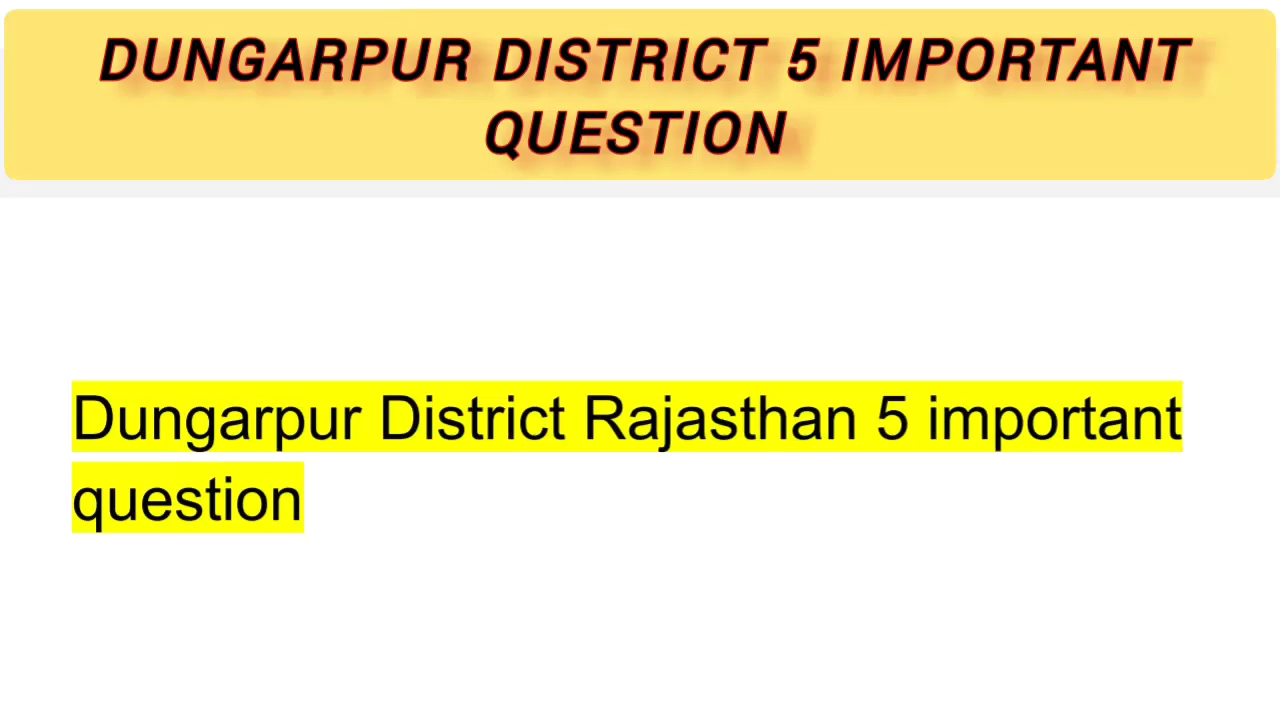 DUNGARPUR DISTRICT 5 IMPORTANT
QUESTION
Dungarpur District Rajasthan 5 important
question